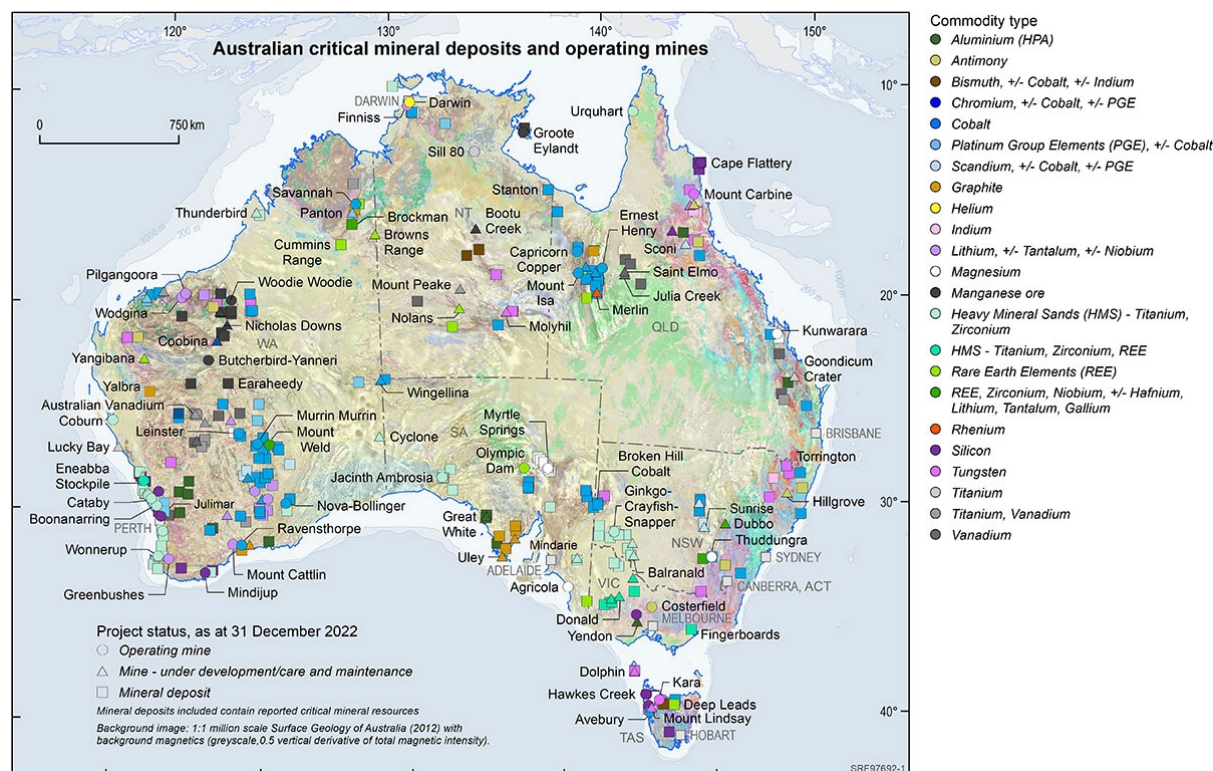 120°
130°
140°
150°
Australian critical mineral deposits and operating mines
10°
20°
30°
40°
0
750 km
DARWIN
Darwin
Finniss
Urquhart
Groote
Eylandt
Sill 80
Cape Flattery
Savannah
Stanton
Mount Carbine
Thunderbird
Panton
Brockman
NT
Bootu
Creek
Ernest
Henry
Browns
Range
Cummins
Range
Capricorn
Copper
Sconi
Pilgangoora
Woodie Woodie
Mount Peake
Mount
Isa
Saint Elmo
Julia Creek
Wodgina
Nicholas Downs
Nolans
Merlin
Molyhil
QLD
Kunwarara
Coobina
WA
Yangibana
Butcherbird-Yanneri
Goondicum
Crater
Yalbra
Earaheedy
Wingellina
Australian Vanadium
Coburn
Murrin Murrin
Myrtle
Springs
Leinster
Mount
Weld
Cyclone
SA
BRISBANE
Lucky Bay
Olympic
Dam
Broken Hill
Cobalt
Torrington
Eneabba
Stockpile
Jacinth Ambrosia
Ginkgo-
Crayfish-
Snapper
Cataby
Julimar
Hillgrove
Boonanarring
Nova-Bollinger
Sunrise
Great
White
Dubbo
PERTH
Ravensthorpe
Thuddungra
Wonnerup
Uley
Mindarie
NSW
SYDNEY
ADELAIDE
Balranald
Mount Cattlin
Agricola
VIC
CANBERRA, ACT
Greenbushes
Mindijup
Donald
Costerfield
MELBOURNE
Yendon
Fingerboards
Dolphin
Kara
Hawkes Creek
Deep Leads
Avebury
Mount Lindsay
TAS
HOBART
Project status, as at 31 December 2022
Operating mine
Mine - under development/care and maintenance
Mineral deposit
Mineral deposits included contain reported critical mineral resources
Background image: 1:1 million scale Surface Geology of Australia (2012) with
background magnetics (greyscale,0.5 vertical derivative of total magnetic intensity).
SRF97692-1
Commodity type
Aluminium (HPA)
Antimony
Bismuth, +/- Cobalt, +/- Indium
Chromium, +/- Cobalt, +/- PGE
Cobalt
Platinum Group Elements (PGE), +/- Cobalt
Scandium, +/- Cobalt, +/- PGE
Graphite
Helium
Indium
Lithium, +/- Tantalum, +/- Niobium
Magnesium
Manganese ore
Heavy Mineral Sands (HMS) - Titanium,
Zirconium
HMS - Titanium, Zirconium, REE
Rare Earth Elements (REE)
REE, Zirconium, Niobium, +/- Hafnium,
Lithium, Tantalum, Gallium
Rhenium
Silicon
Tungsten
Titanium
Titanium, Vanadium
Vanadium